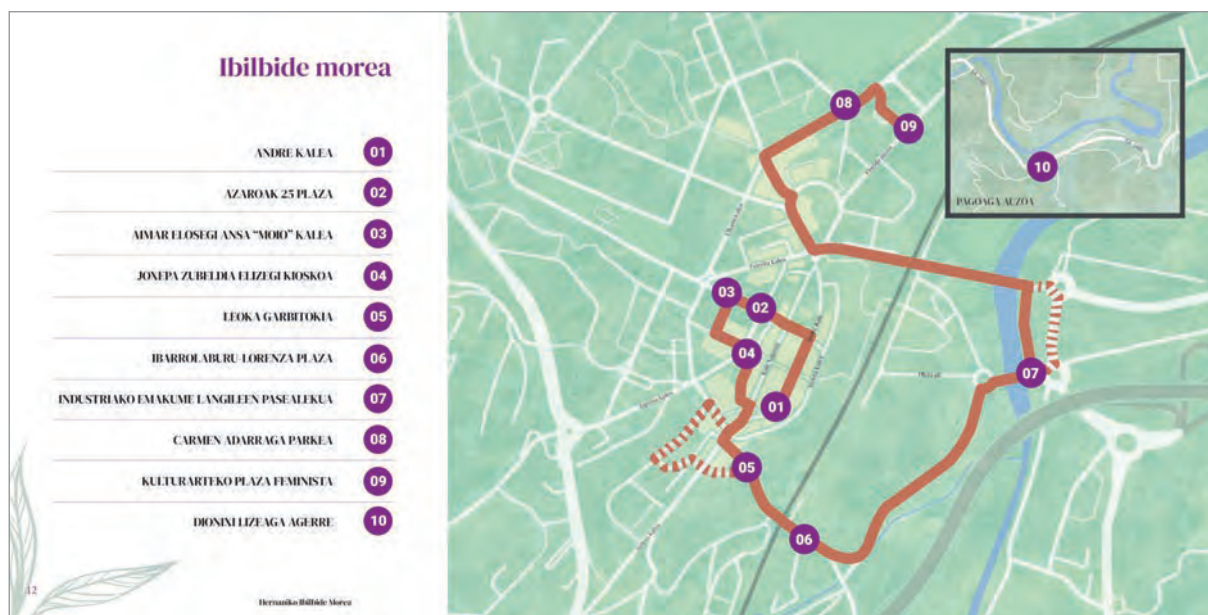 Ibilbide morea
ANDRE KALEA 01
AZAROAK 25 PLAZA 02
AIMAR ELOSEGI ANSA “MOIO” KALEA 03
JOXEPA ZUBELDIA ELIZEGI KIOSKOA 04
LEOKA GARBITOKIA 05
IBARROLABURU-LORENZA PLAZA 06
INDUSTRIAKO EMAKUME LANGILEEN PASEALEKUA 07
CARMEN ADARRAGA PARKEA 08
KULTURARTEKO PLAZA FEMINISTA 09
DIONIXI LIZEAGA AGERRE 10
12
Hernaniko Ibilbide Morea
08
09
10
PAGOAGA AUZOA
03
02
04
07
01
05
06